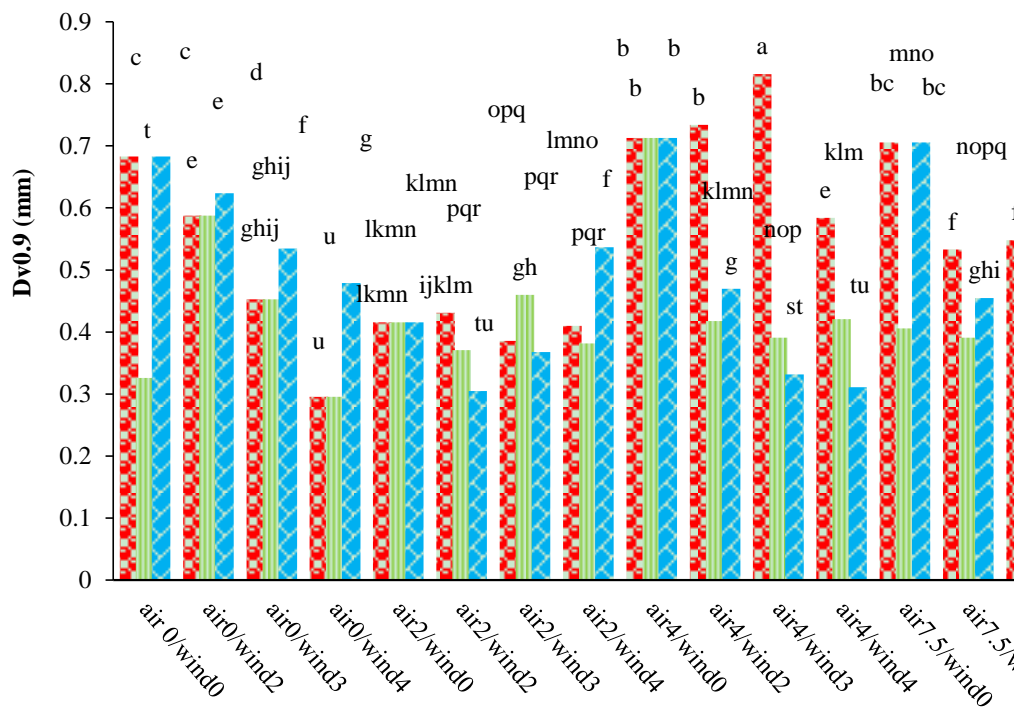 0.9
c
c
d
b
b
a
mno
0.8
b
b
bc
bc
e
t
f
g
opq
lmno
klm
nopq
0.7
e
ghij
klmn
pqr
f
klmn
e
0.6
ghij
u
lkmn
pqr
pqr
nop
f
0.5
lkmn
ijklm
gh
g
st
tu
ghi
0.4
u
tu
0.3
0.2
0.1
0
Dv0.9 (mm)
air 0/wind0
air0/wind2
air0/wind3
air0/wind4
air2/wind0
air2/wind2
air2/wind3
air2/wind4
air4/wind0
air4/wind2
air4/wind3
air4/wind4
air7.5/wind0